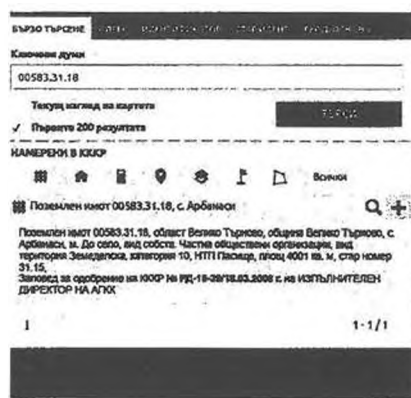 БЪРЗО ТЪРСЕНЕ
Ключови думи
00583.31.18
Текущ изглед на картата
✓ Първите 200 резултата
ТЪРСИ
НАМЕРЕНИ В КККР
Всички
Поземлен имот 00583.31.18, с. Арбанаси
Поземлен имот 00583.31.18, област Велико Търново, община Велико Търново, с.
Арбанаси, м. До село, вид собств. Частна обществени организации, вид
територия Земеделска, категория 10, НТП Пасище, площ 4001 кв. м, стар номер
31.15,
Заповед за одобрение на КККР № РД-18-29/18.03.2008 г. на ИЗПЪЛНИТЕЛЕН
ДИРЕКТОР НА АГКК
1
1-1/1